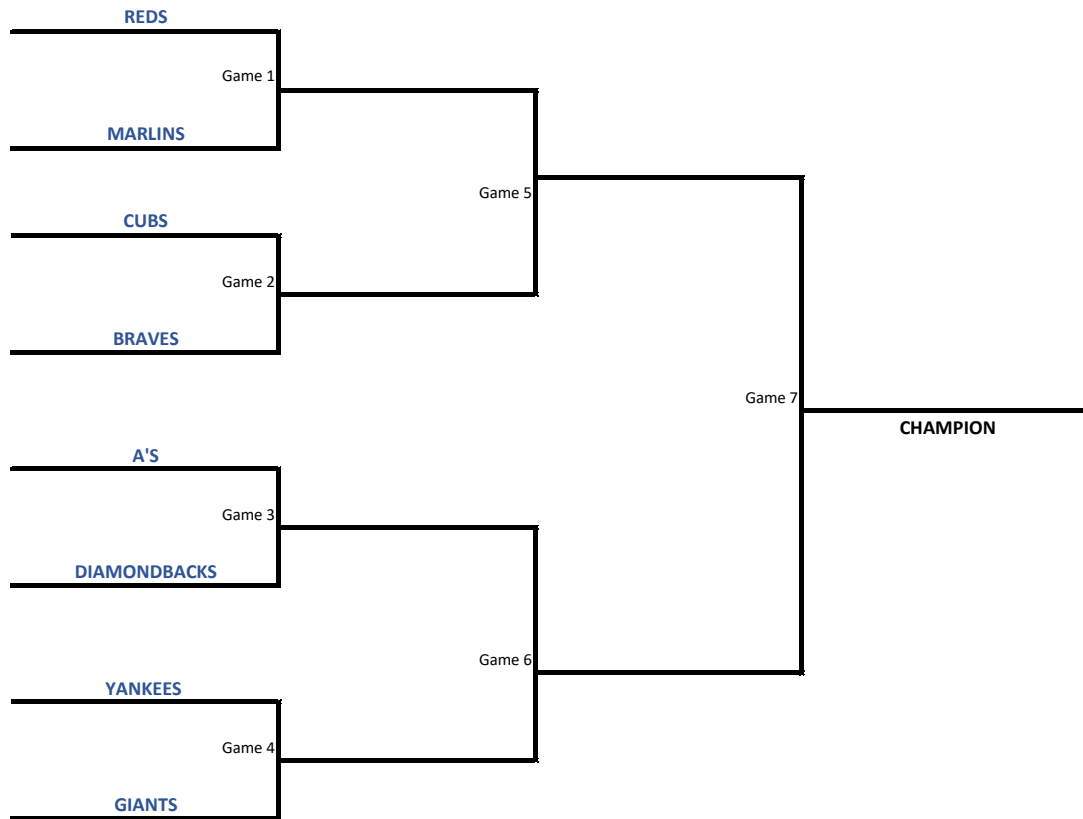 REDS
Game 1
MARLINS
Game 5
CUBS
Game 2
BRAVES
Game 7
CHAMPION
A'S
Game 3
DIAMONDBACKS
Game 6
YANKEES
Game 4
GIANTS